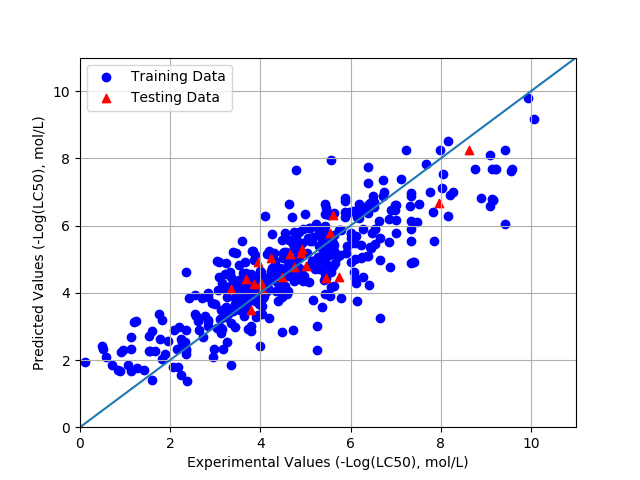 Training Data
Testing Data
10
8
6
4
2
0
0 2 4 6 8 10
Predicted Values (-Log(LC50), mol/L)
Experimental Values (-Log(LC50), mol/L)